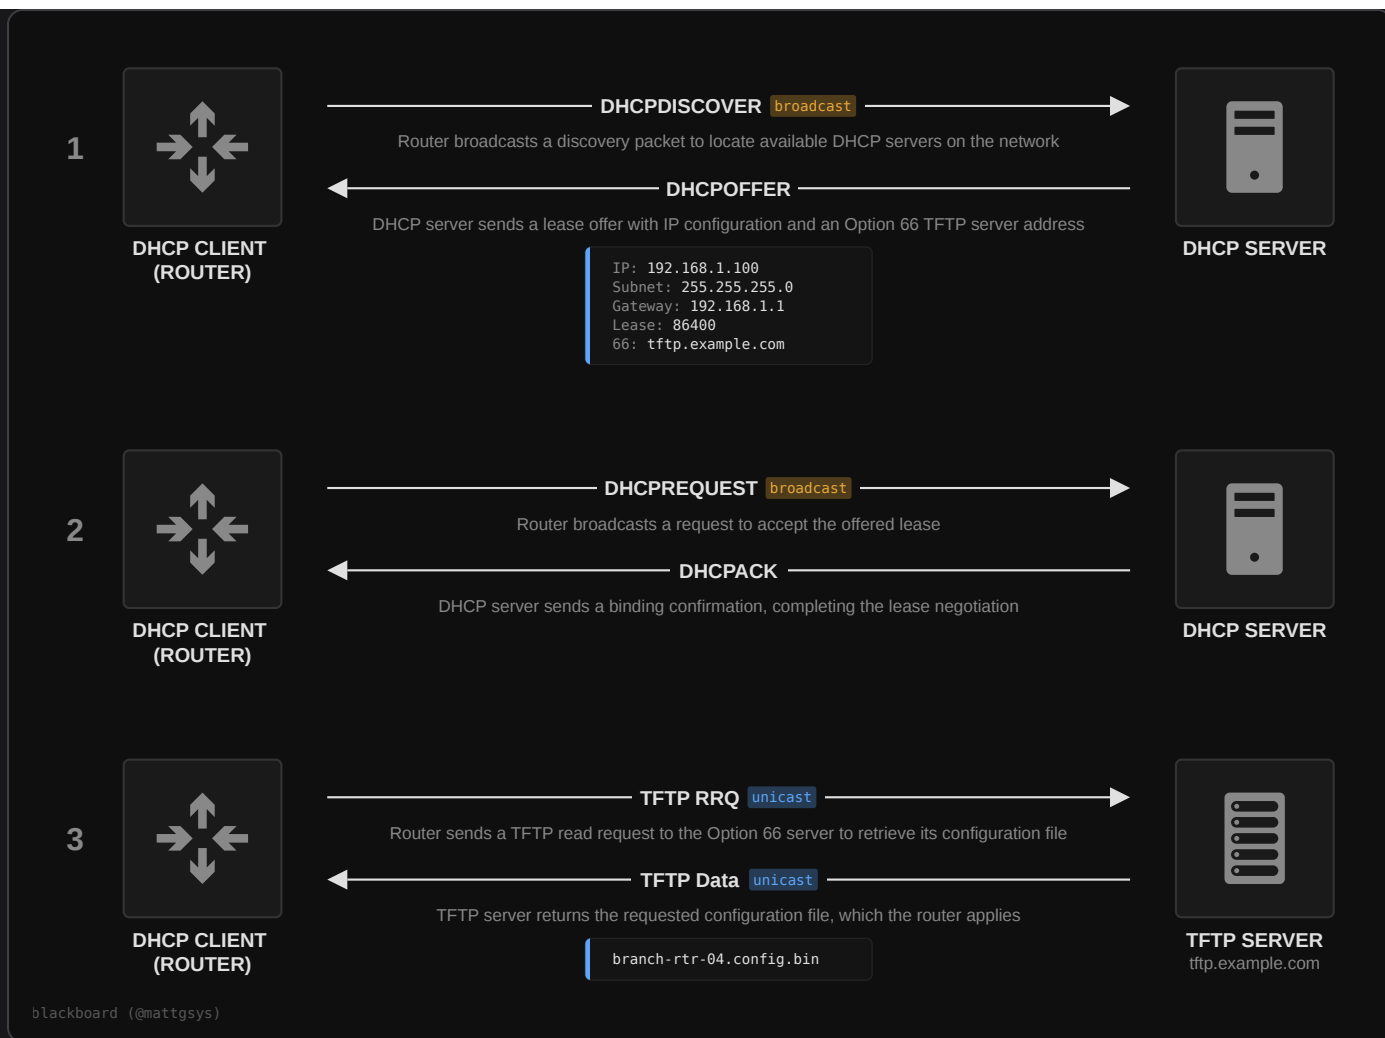 1
DHCPDISCOVER broadcast
Router broadcasts a discovery packet to locate available DHCP servers on the network
DHCPOFFER
DHCP server sends a lease offer with IP configuration and an Option 66 TFTP server address
DHCP CLIENT
(ROUTER)
DHCP SERVER
IP: 192.168.1.100
Subnet: 255.255.255.0
Gateway: 192.168.1.1
Lease: 86400
66: tftp.example.com
2
DHCPREQUEST broadcast
Router broadcasts a request to accept the offered lease
DHCPACK
DHCP server sends a binding confirmation, completing the lease negotiation
DHCP CLIENT
(ROUTER)
DHCP SERVER
3
TFTP RRQ unicast
Router sends a TFTP read request to the Option 66 server to retrieve its configuration file
TFTP Data unicast
TFTP server returns the requested configuration file, which the router applies
DHCP CLIENT
(ROUTER)
TFTP SERVER
tftp.example.com
branch-rtr-04.config.bin
blackboard (@mattgsys)